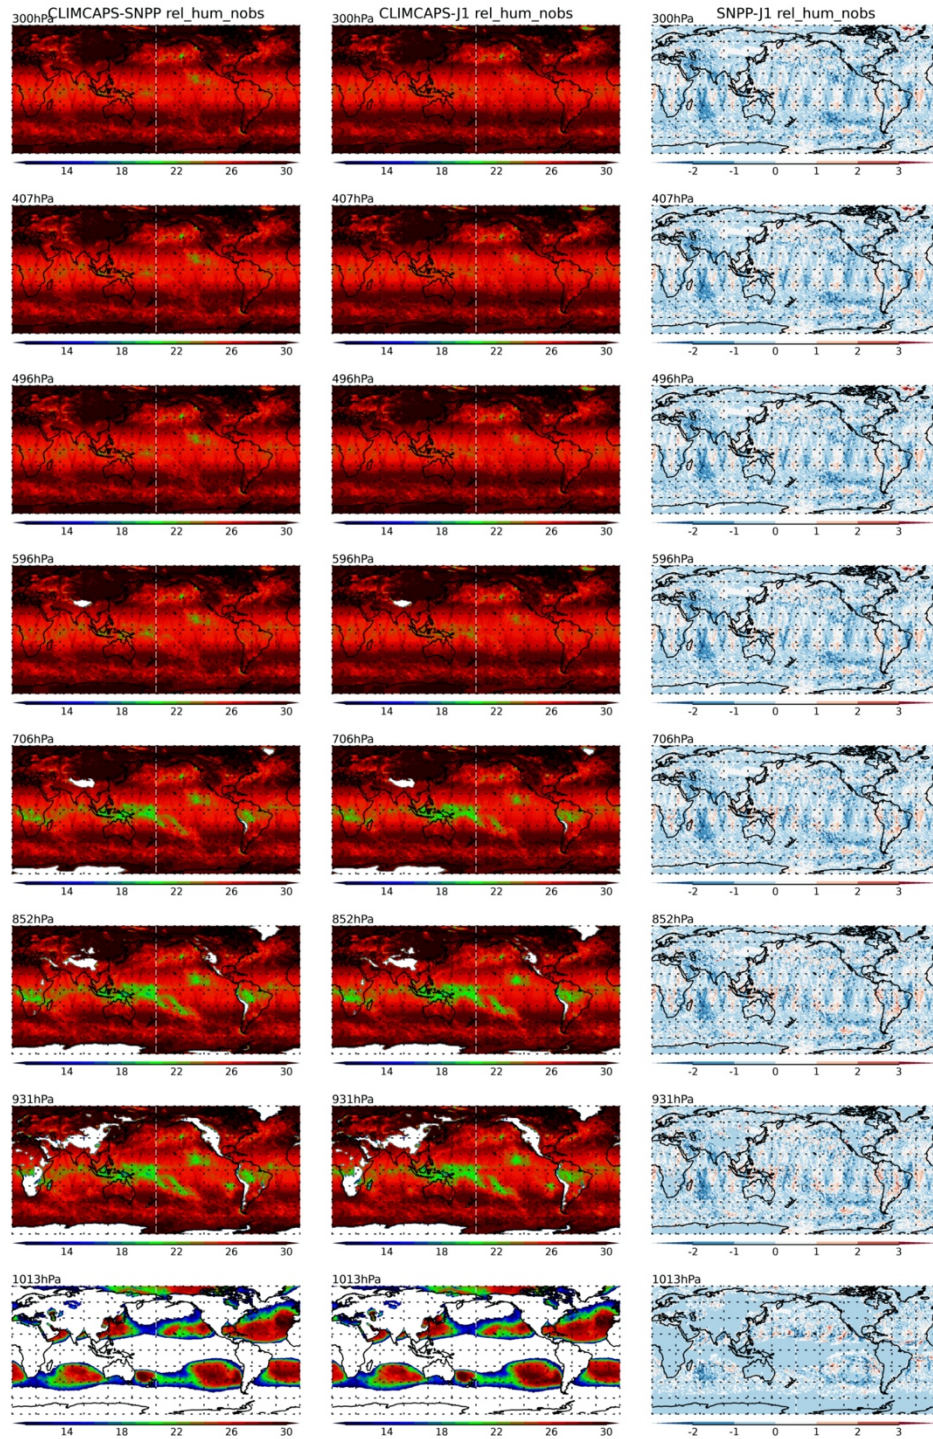 CLIMCAPS-SNPP rel_hum_nobs CLIMCAPS-J1 rel_hum_nobs SNPP-J1 rel_hum_nobs
300hPa 300hPa 300hPa
14 18 22 26 30 14 18 22 26 30 -2 -1 0 1 2 3
407hPa 407hPa 407hPa
14 18 22 26 30 14 18 22 26 30 -2 -1 0 1 2 3
496hPa 496hPa 496hPa
14 18 22 26 30 14 18 22 26 30 -2 -1 0 1 2 3
596hPa 596hPa 596hPa
14 18 22 26 30 14 18 22 26 30 -2 -1 0 1 2 3
706hPa 706hPa 706hPa
14 18 22 26 30 14 18 22 26 30 -2 -1 0 1 2 3
852hPa 852hPa 852hPa
14 18 22 26 30 14 18 22 26 30 -2 -1 0 1 2 3
931hPa 931hPa 931hPa
14 18 22 26 30 14 18 22 26 30 -2 -1 0 1 2 3
1013hPa 1013hPa 1013hPa
14 18 22 26 30 14 18 22 26 30 -2 -1 0 1 2 3